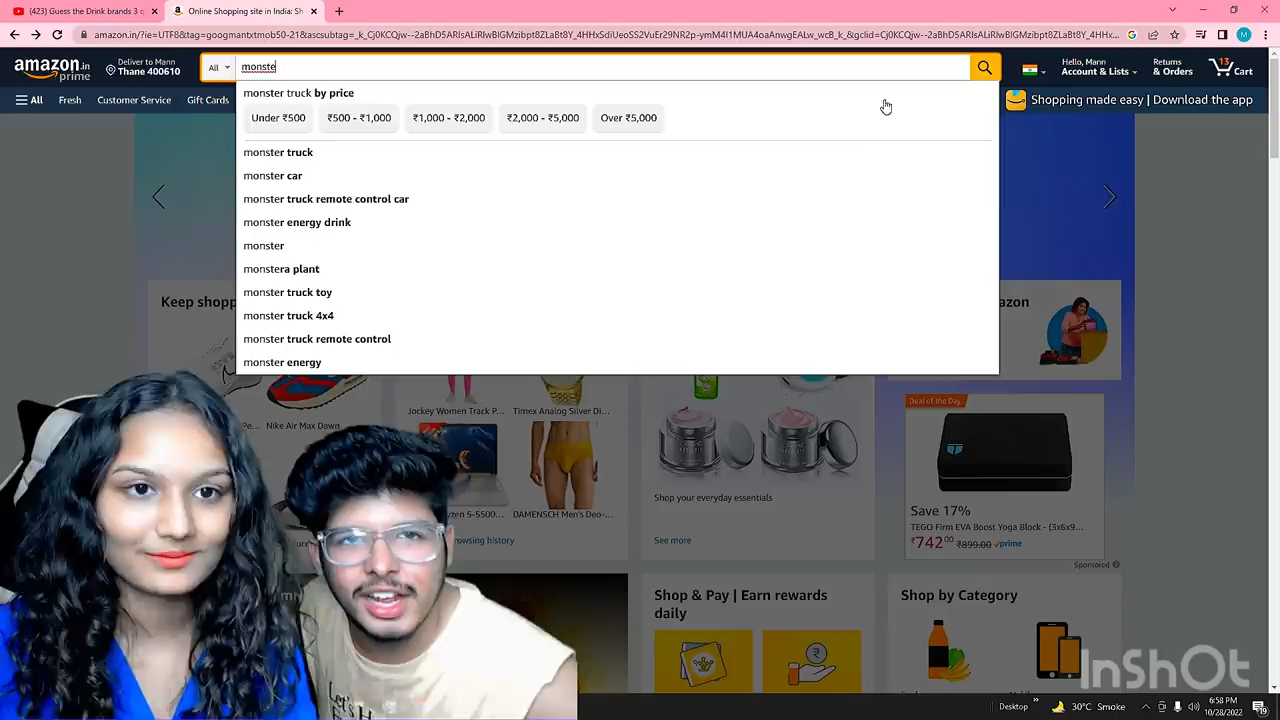 (423) Guess the Drink brands 3 c
Online Shopping site in India: Sh
amazon.in/?ie=UTF8&tag=googmantxtmob50-21&ascsubtag=_k_Cj0KCQjw--2aBhD5ARIsALiRlwBIGMzibpt8ZLaBt8Y_4HHxSdiUeoSS2VuEr29NR2p-ymM4I1MUA4oaAnwgEALw_wcB_k_&gclid=Cj0KCQjw--2aBhD5ARIsALiRlwBIGMzibpt8ZLaBt8Y_4HHx...
M
amazon.in
prime
Deliver to Mann
Thane 400610
All
monste
Hello, Mann
Account & Lists
Returns
& Orders
13
Cart
All
Fresh
Customer Service
Gift Cards
Shopping made easy | Download the app
monster truck by price
Under ₹500
₹500 - ₹1,000
₹1,000 - ₹2,000
₹2,000 - ₹5,000
Over ₹5,000
monster truck
monster car
monster truck remote control car
monster energy drink
monster
monstera plant
monster truck toy
monster truck 4x4
monster truck remote control
monster energy
Keep shopp
azon
Pe...
Nike Air Max Dawn
Jockey Women Track P...
Timex Analog Silver Di...
yzen 5-5500...
DAMENSCH Men's Deo-...
owsing history
Shop your everyday essentials
See more
Deal of the Day
Save 17%
TEGO Firm EVA Boost Yoga Block - (3x6x9...
₹742.00 ₹899.00 prime
Sponsored
Shop & Pay | Earn rewards
daily
Shop by Category
InShOt
Desktop
30°C Smoke
6:58 PM
10/28/2022
19